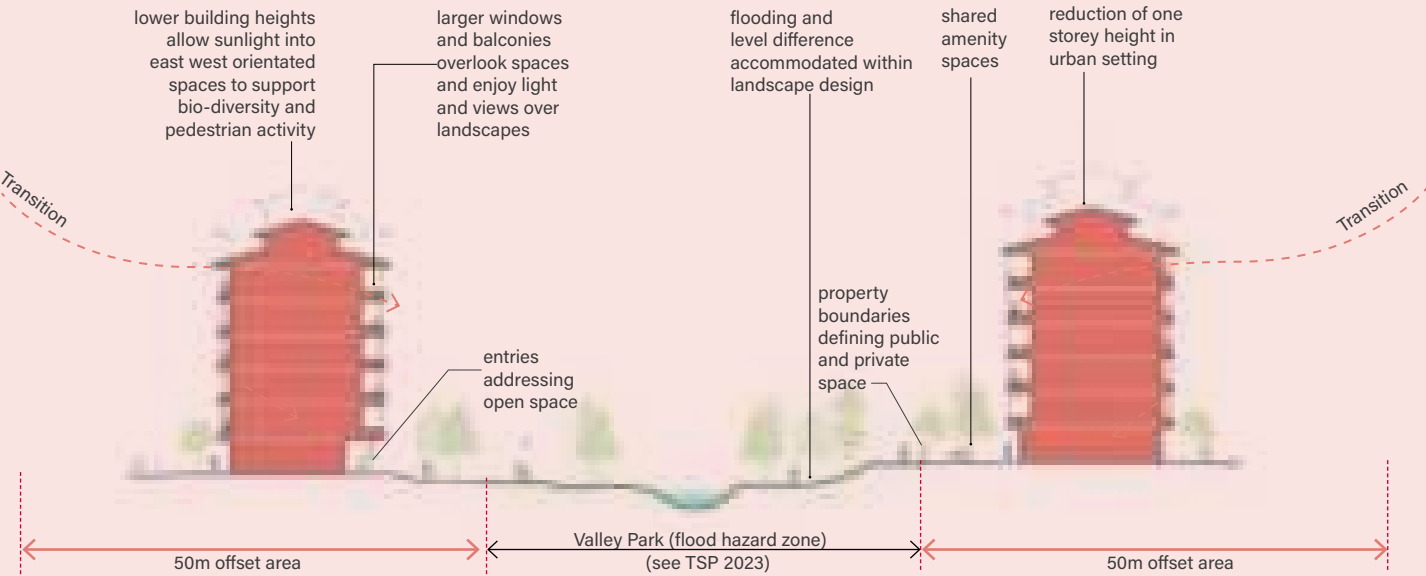 lower building heights
allow sunlight into
east west orientated
spaces to support
bio-diversity and
pedestrian activity
larger windows
and balconies
overlook spaces
and enjoy light
and views over
landscapes
flooding and
level difference
accommodated within
landscape design
shared
amenity
spaces
reduction of one
storey height in
urban setting
Transition
Transition
property
boundaries
defining public
and private
space
entries
addressing
open space
50m offset area
Valley Park (flood hazard zone)
(see TSP 2023)
50m offset area